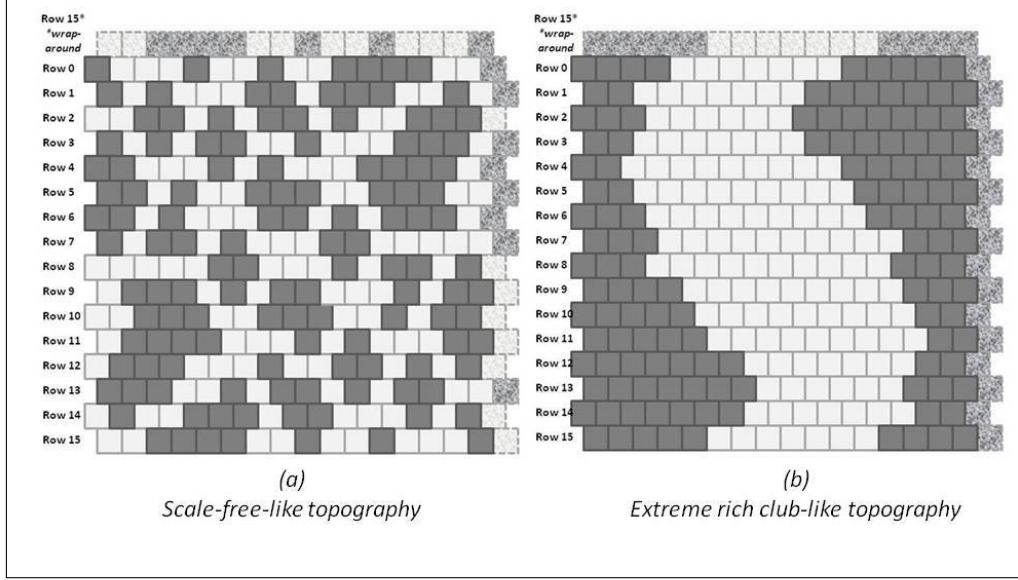 Row 15*
*wrap-
around
Row 0
Row 1
Row 2
Row 3
Row 4
Row 5
Row 6
Row 7
Row 8
Row 9
Row 10
Row 11
Row 12
Row 13
Row 14
Row 15
(a)
Scale-free-like topography
Row 15*
*wrap-
around
Row 0
Row 1
Row 2
Row 3
Row 4
Row 5
Row 6
Row 7
Row 8
Row 9
Row 10
Row 11
Row 12
Row 13
Row 14
Row 15
(b)
Extreme rich club-like topography